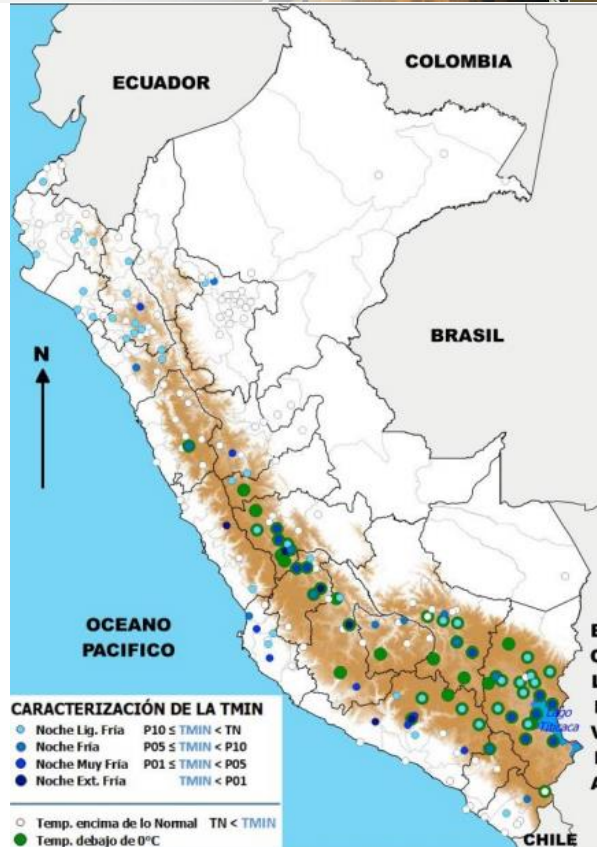 COLOMBIA
ECUADOR
BRASIL
N
OCEANO
PACIFICO
Lago
Titicaca
B
O
L
I
V
I
A
CHILE
CARACTERIZACIÓN DE LA TMIN
Noche Lig. Fría P10 ≤ TMIN < TN
Noche Fría P05 ≤ TMIN < P10
Noche Muy Fría P01 ≤ TMIN < P05
Noche Ext. Fría TMIN < P01
Temp. encima de lo Normal TN < TMIN
Temp. debajo de 0°C